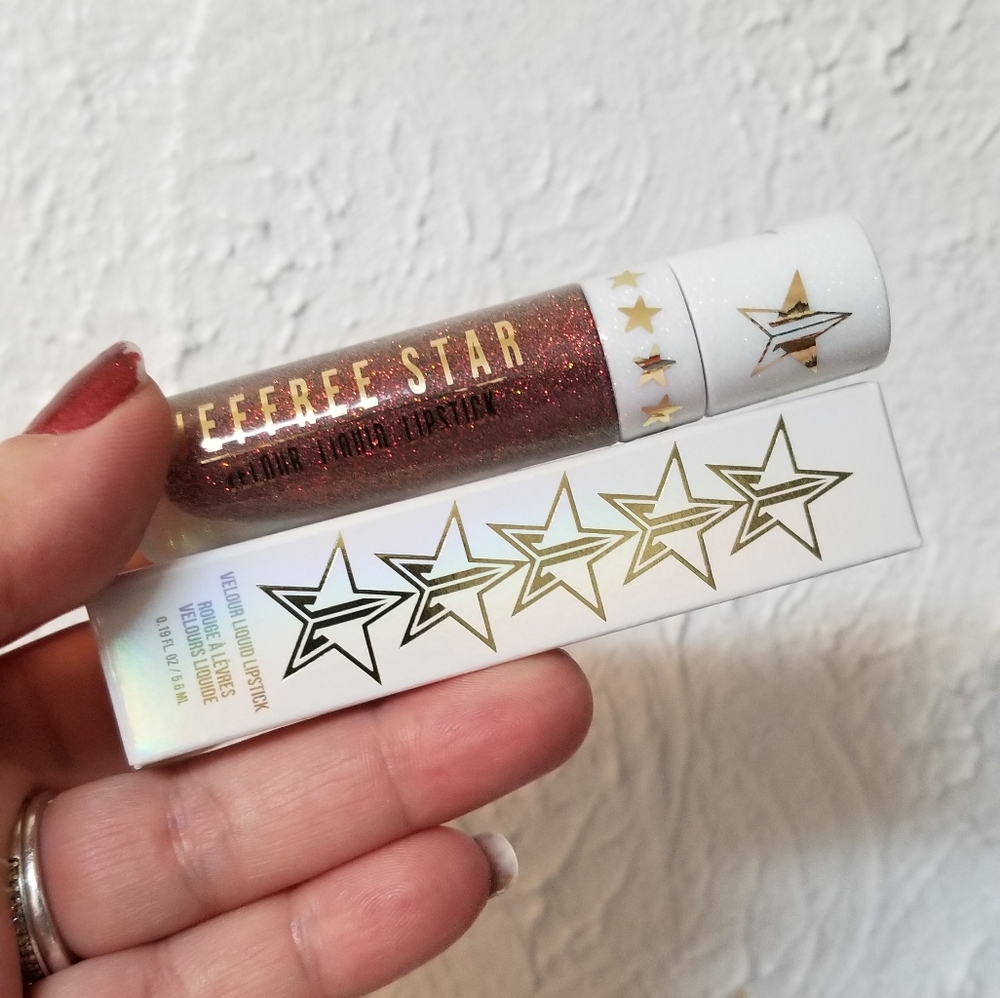 JEFFREE STAR
VELOUR LIQUID LIPSTICK
VELOUR LIQUID LIPSTICK
ROUGE À LÈVRES
VELOURS LIQUIDE
0.19 FL. OZ / 5.6 ML